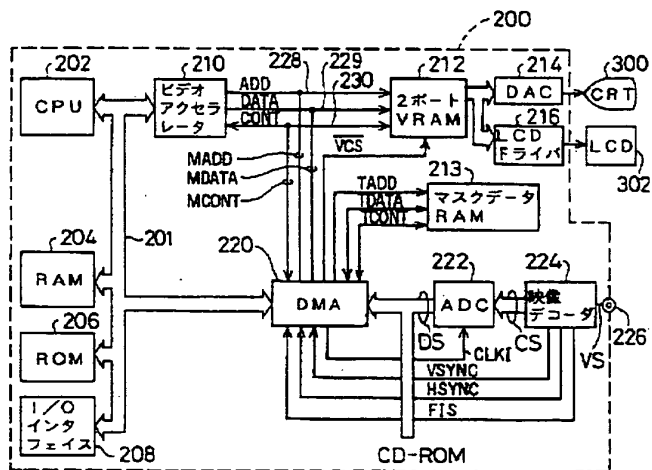 200
202
CPU
210
ビデオ
アクセラ
レータ
ADD
228
229
DATA
230
CONT
212
2ポート
VRAM
214
DAC
300
CRT
216
LCD
ドライバ
LCD
302
VCS
MADD
MDATA
MCONT
213
TADD
TDATA
TCONT
マスクデータ
RAM
204
RAM
201
220
DMA
222
ADC
224
映像
デコーダ
226
206
ROM
DS
CS
VS
CLKI
VSYNC
HSYNC
FIS
I/O
インタ
フェイス
208
CD-ROM